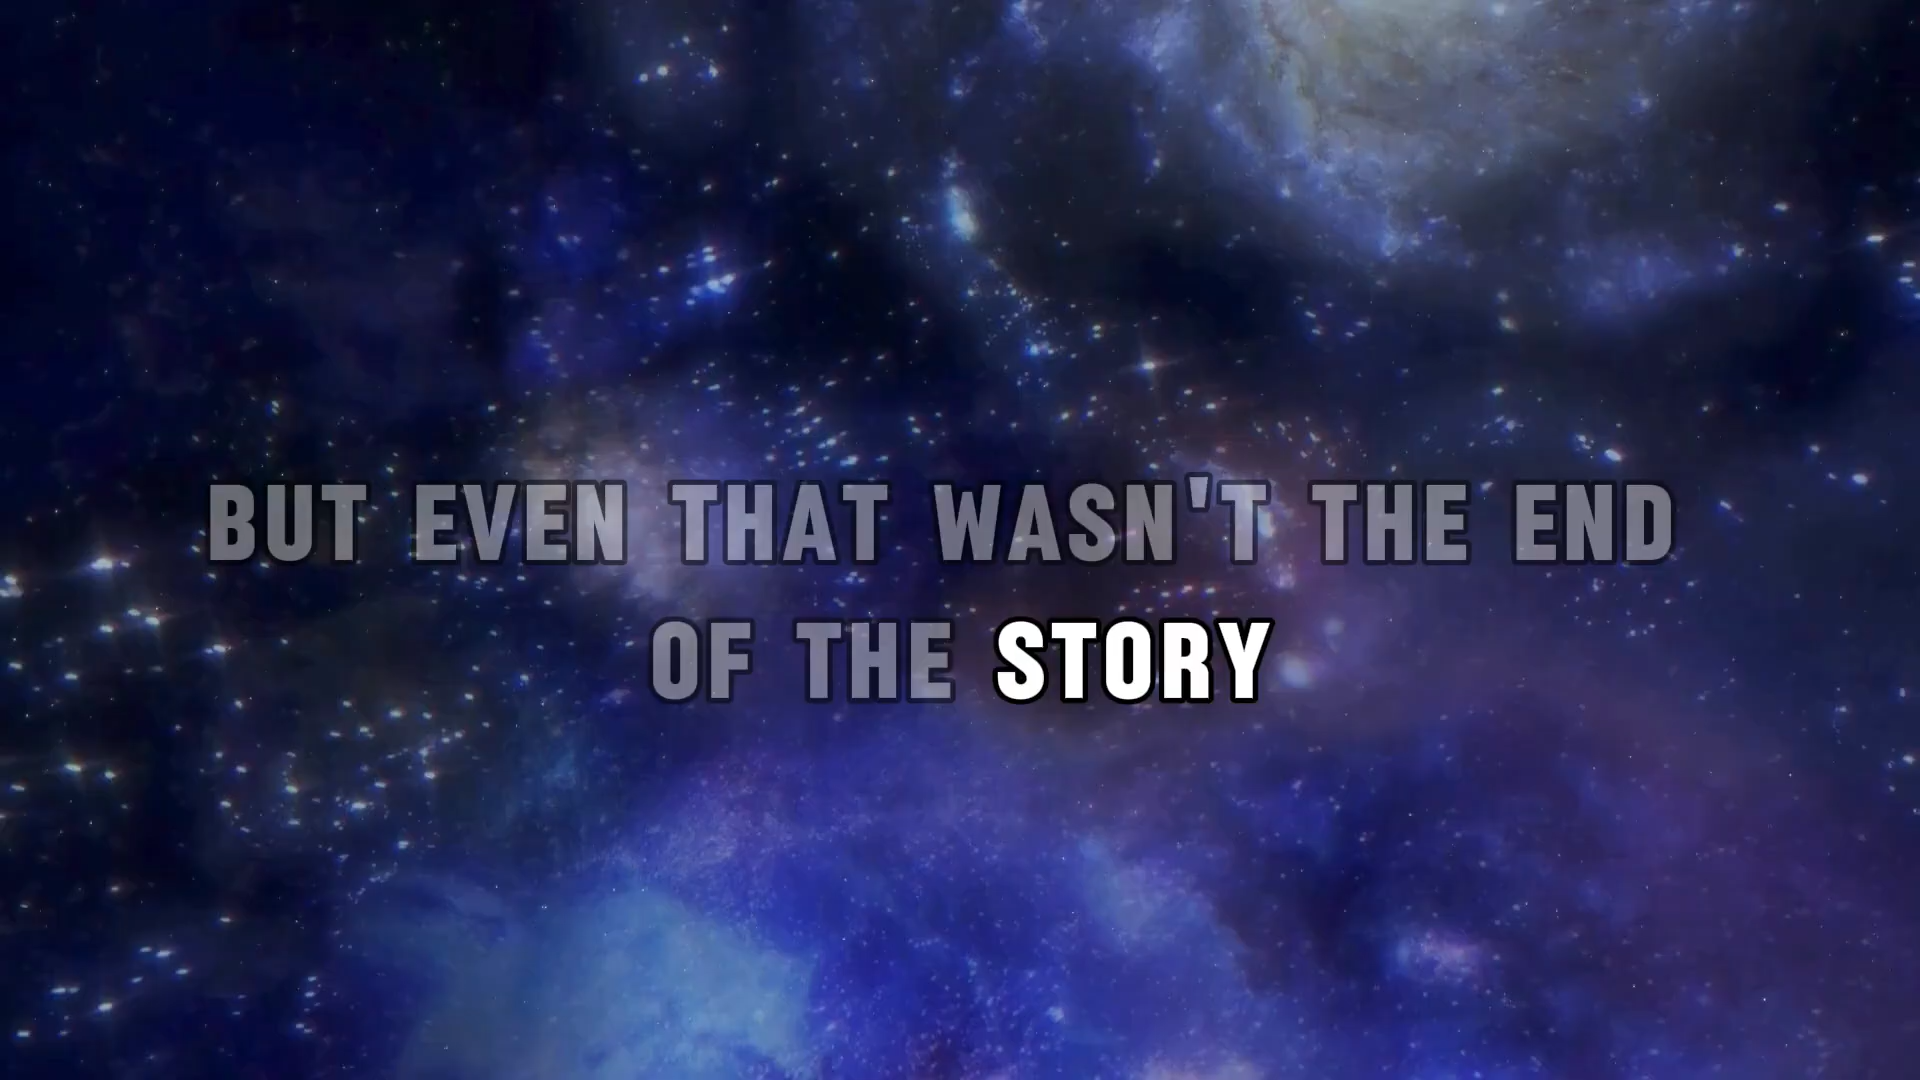 BUT EVEN THAT WASN'T THE END
OF THE STORY